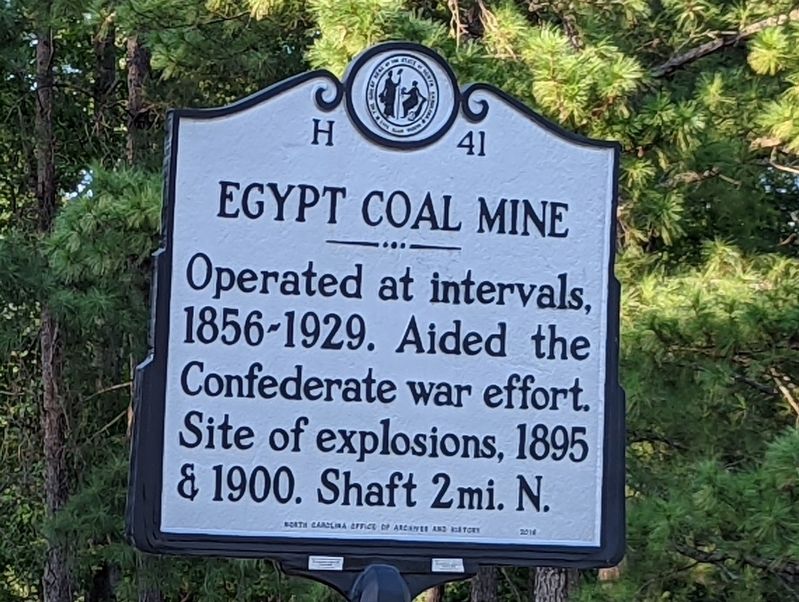 H 41
EGYPT COAL MINE
Operated at intervals,
1856-1929. Aided the
Confederate war effort.
Site of explosions, 1895
& 1900. Shaft 2mi. N.
NORTH CAROLINA OFFICE OF ARCHIVES AND HISTORY 2018